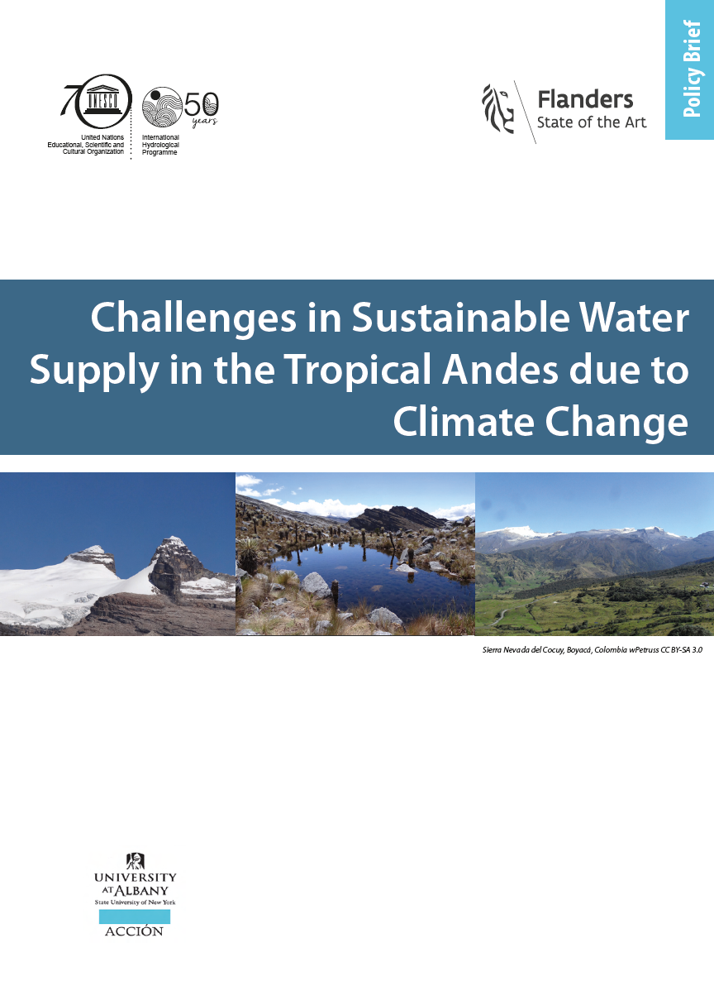 Policy Brief
70
UNESCO
50
years
United Nations
Educational, Scientific and
Cultural Organization
International
Hydrological
Programme
Flanders
State of the Art
Challenges in Sustainable Water
Supply in the Tropical Andes due to
Climate Change
Sierra Nevada del Cocuy, Boyacá, Colombia wPetruss CC BY-SA 3.0
UNIVERSITY
AT ALBANY
State University of New York
ACCIÓN